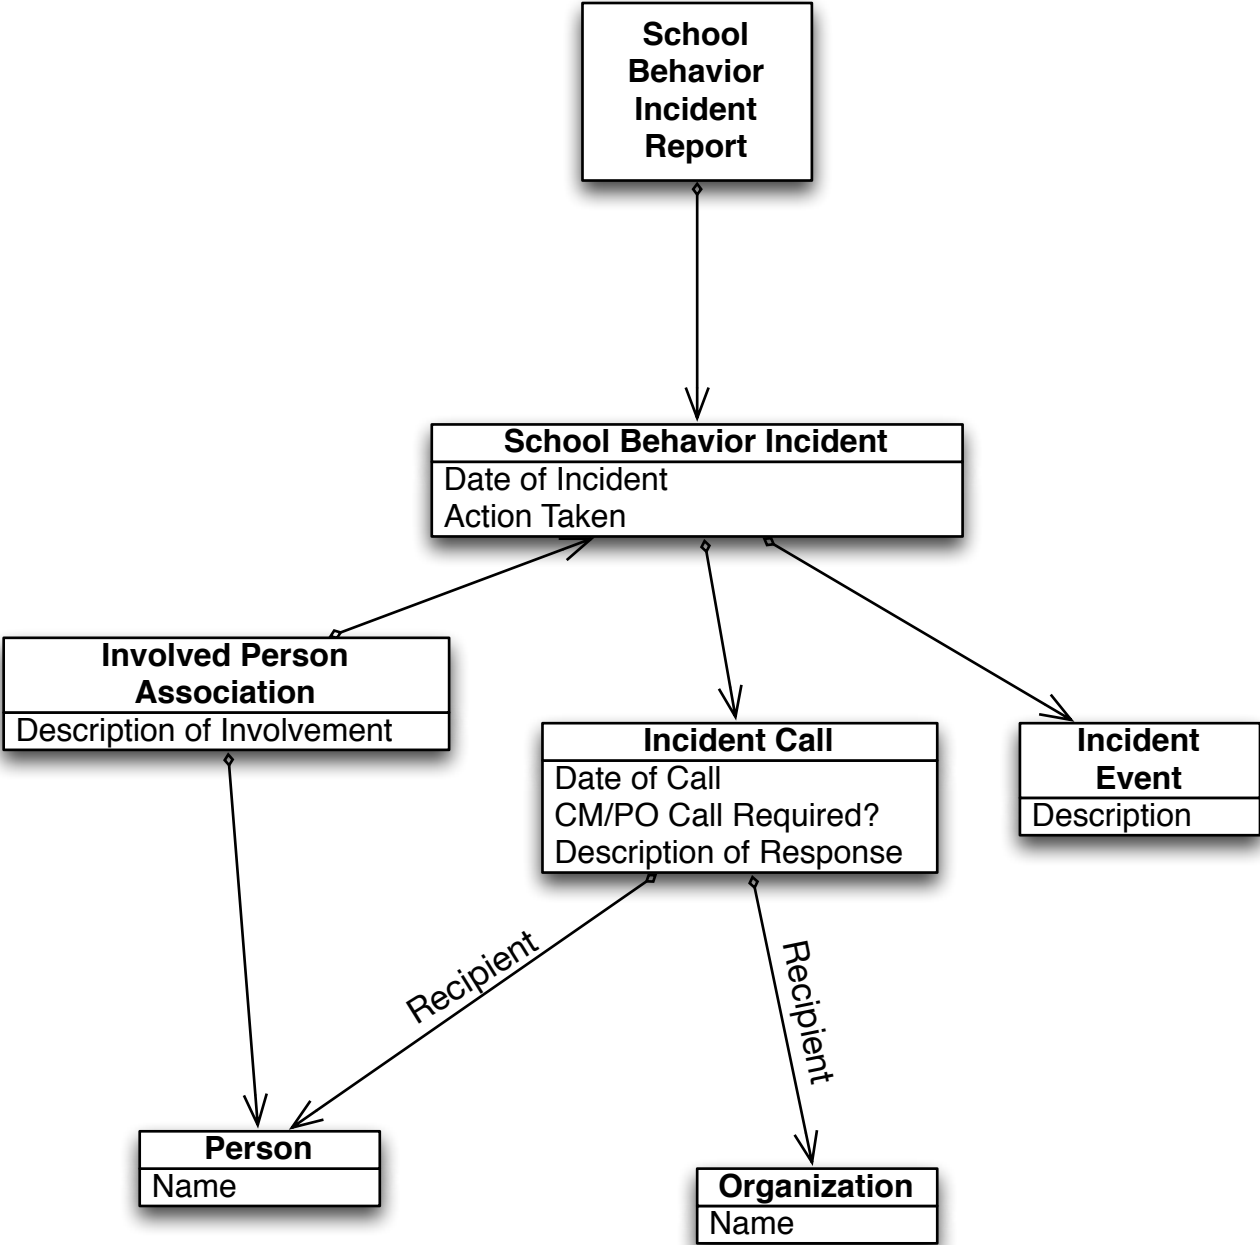 School
Behavior
Incident
Report
School Behavior Incident
Date of Incident
Action Taken
Involved Person
Association
Description of Involvement
Incident Call
Date of Call
CM/PO Call Required?
Description of Response
Incident
Event
Description
Recipient
Recipient
Person
Name
Organization
Name